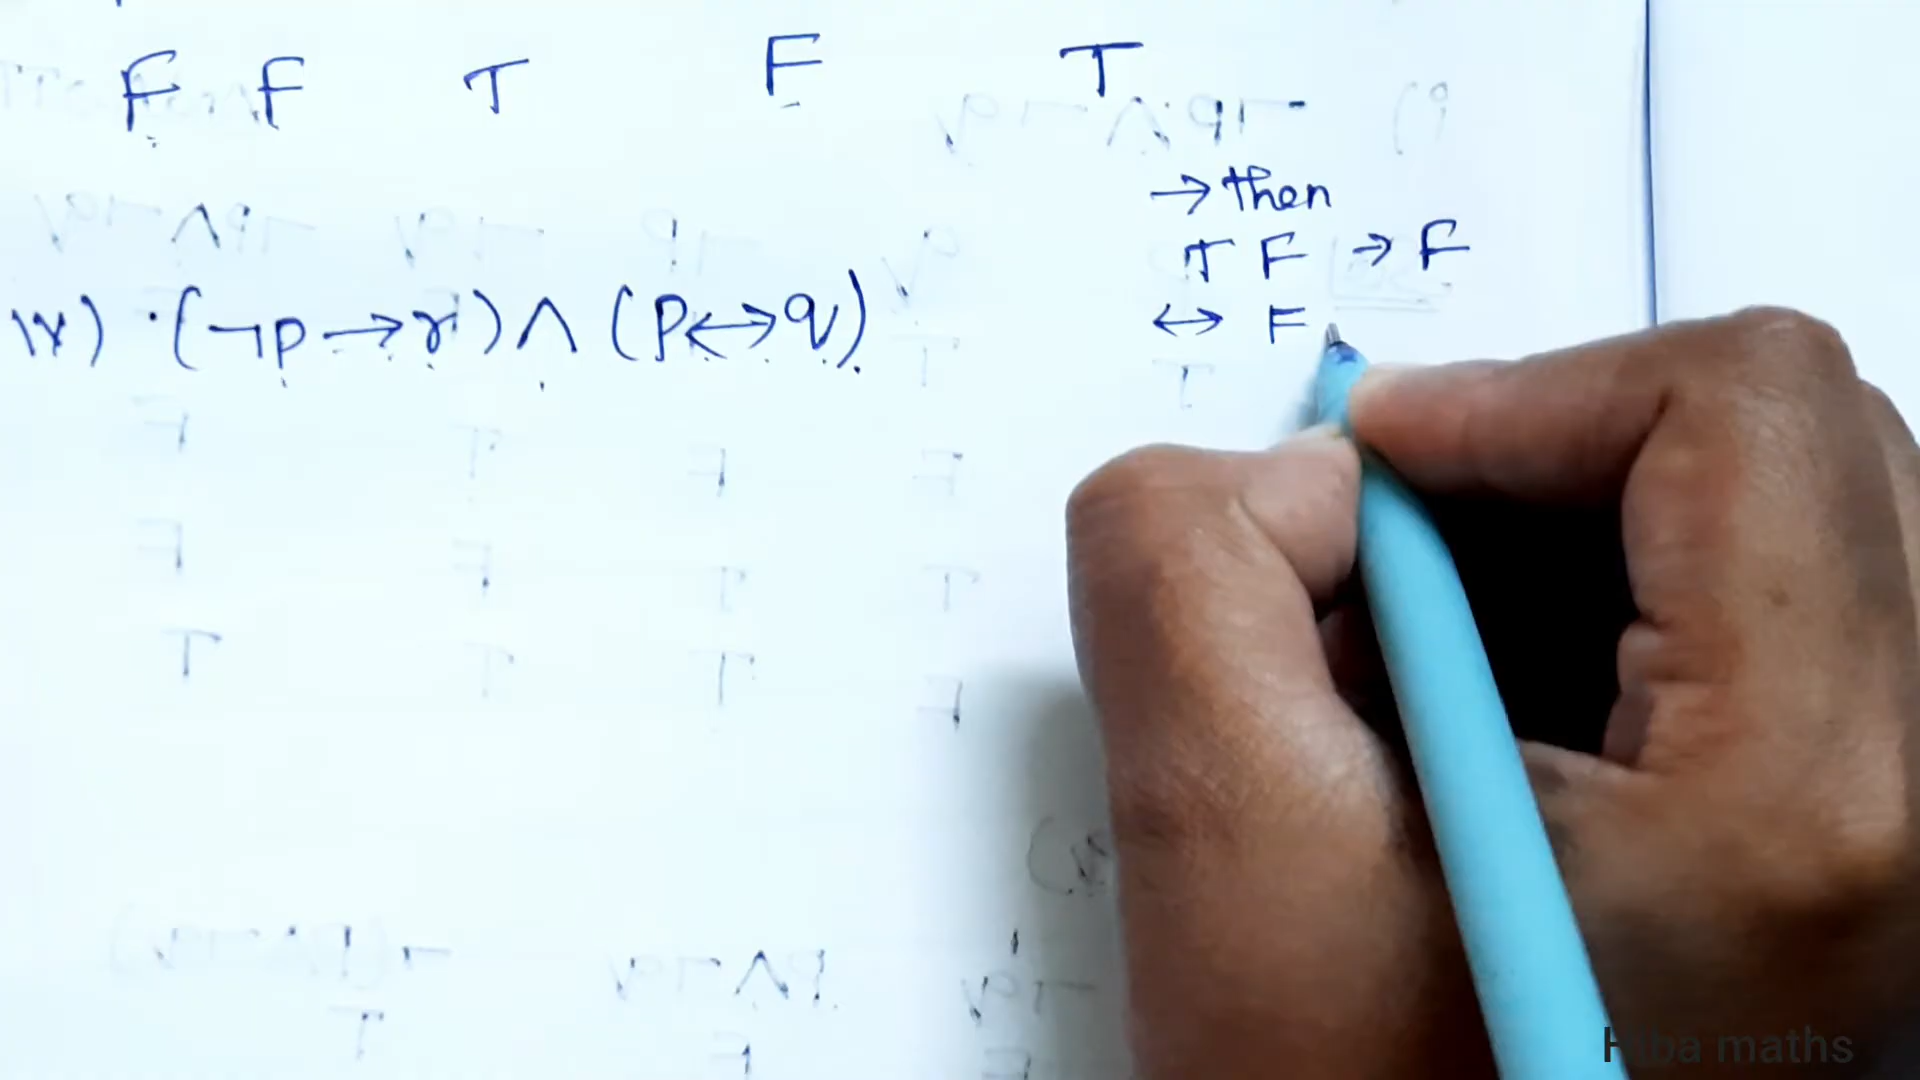 F F T F T
→ then
T F → F
iv) (¬p → r) ∧ (p ↔ q)
↔ F
Hiba maths